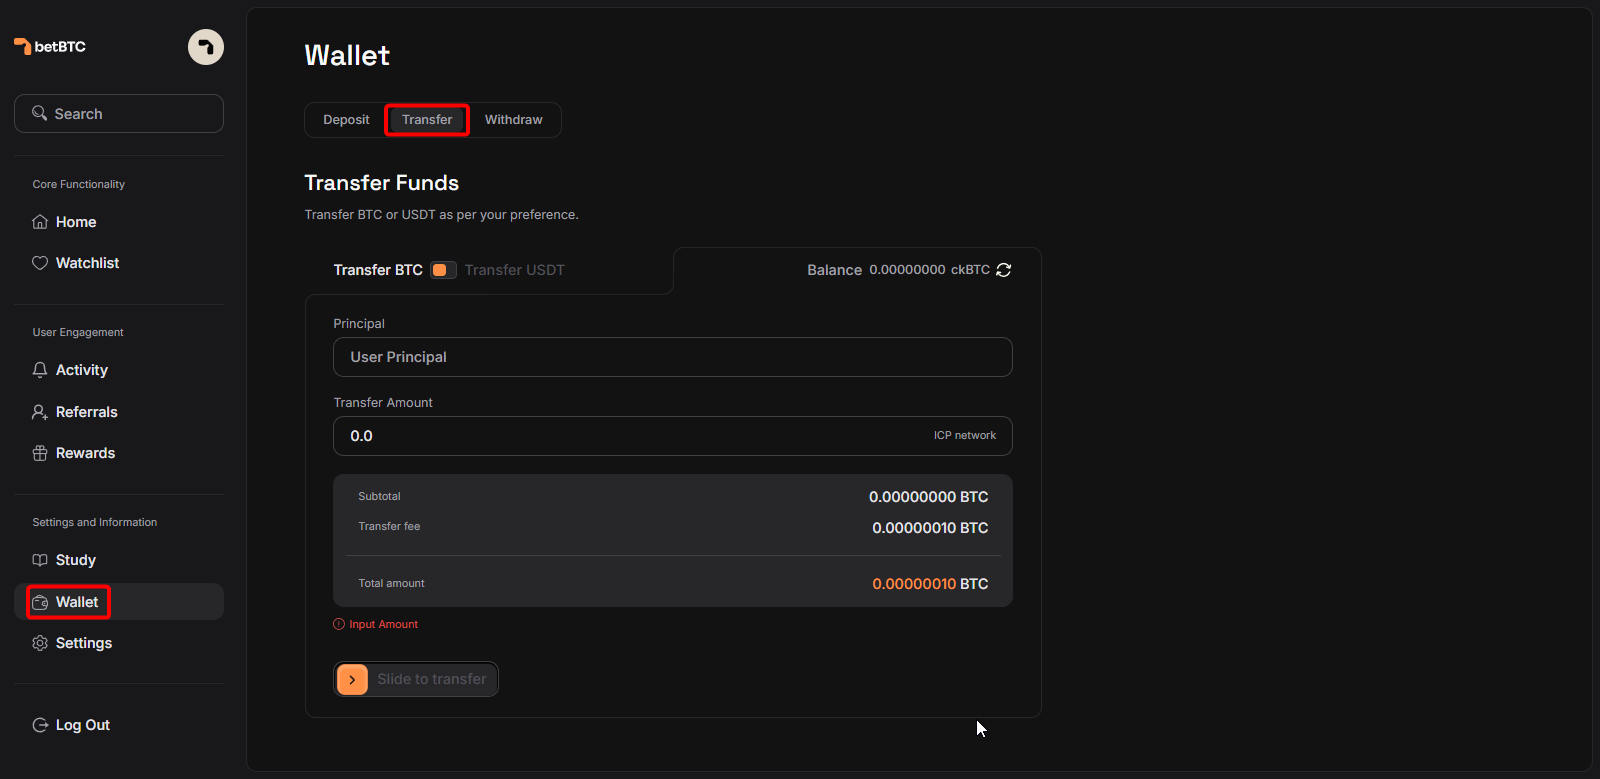 betBTC
Search
Core Functionality
Home
Watchlist
User Engagement
Activity
Referrals
Rewards
Settings and Information
Study
Wallet
Settings
Log Out
Wallet
Deposit Transfer Withdraw
Transfer Funds
Transfer BTC or USDT as per your preference.
Transfer BTC Transfer USDT
Balance 0.00000000 ckBTC
Principal
User Principal
Transfer Amount
0.0 ICP network
Subtotal 0.00000000 BTC
Transfer fee 0.00000010 BTC
Total amount 0.00000010 BTC
Input Amount
Slide to transfer